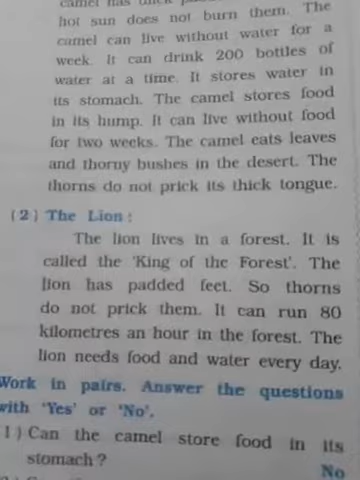 camel has thick
hot sun does not burn them. The
camel can live without water for a
week. It can drink 200 bottles of
water at a time. It stores water in
its stomach. The camel stores food
in its hump. It can live without food
for two weeks. The camel eats leaves
and thorny bushes in the desert. The
thorns do not prick its thick tongue.
(2) The Lion :
The lion lives in a forest. It is
called the 'King of the Forest'. The
lion has padded feet. So thorns
do not prick them. It can run 80
kilometres an hour in the forest. The
lion needs food and water every day.
Work in pairs. Answer the questions
with 'Yes' or 'No'.
1) Can the camel store food in its
stomach?
No